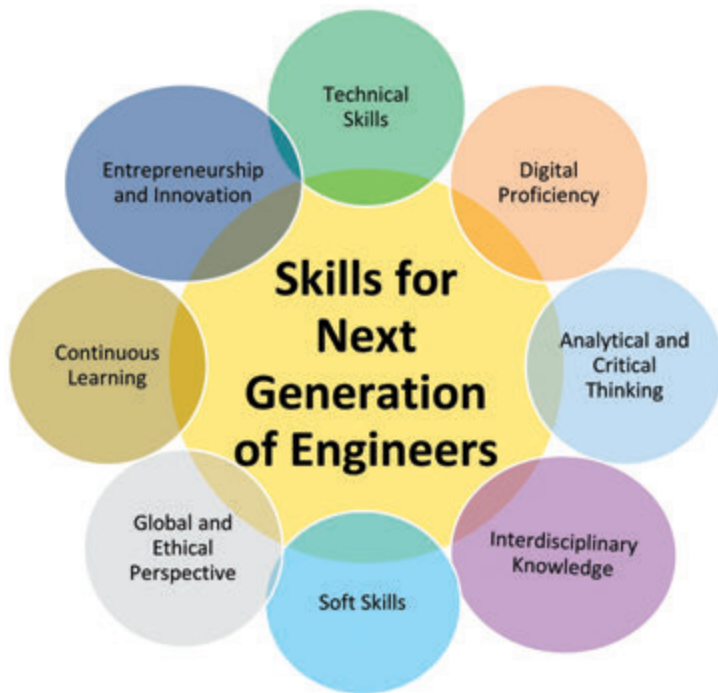 Technical
Skills
Digital
Proficiency
Analytical and
Critical
Thinking
Interdisciplinary
Knowledge
Soft Skills
Global and
Ethical
Perspective
Continuous
Learning
Entrepreneurship
and Innovation
Skills for
Next
Generation
of Engineers